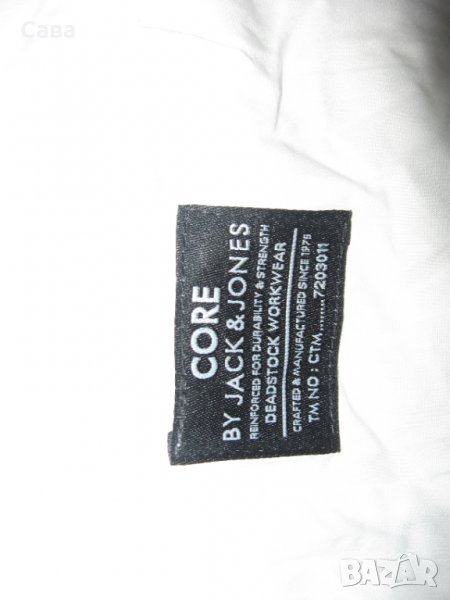 Сава
CORE
BY JACK & JONES
REINFORCED FOR DURABILITY & STRENGTH
DEADSTOCK WORKWEAR
CRAFTED & MANUFACTURED SINCE 1975
TM NO : CTM.........7203011
BAZAR